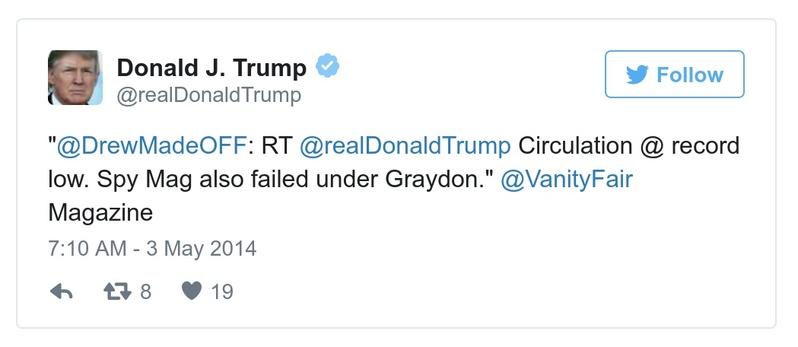 Donald J. Trump
@realDonaldTrump
Follow
"@DrewMadeOFF: RT @realDonaldTrump Circulation @ record
low. Spy Mag also failed under Graydon." @VanityFair
Magazine
7:10 AM - 3 May 2014
8 19